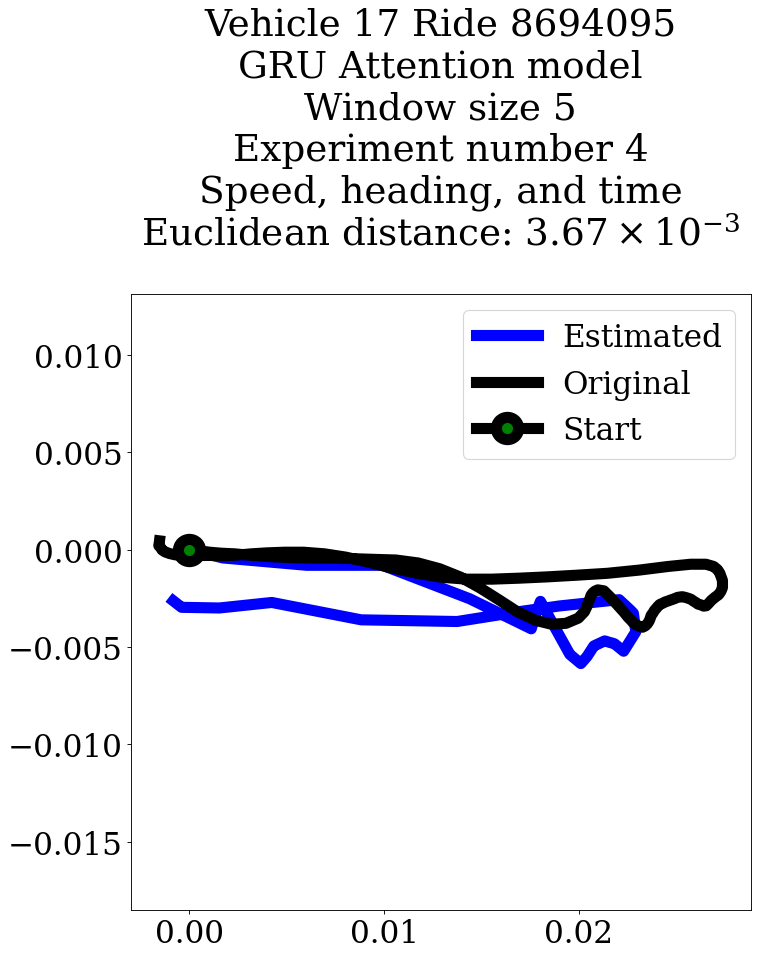 Vehicle 17 Ride 8694095
GRU Attention model
Window size 5
Experiment number 4
Speed, heading, and time
Euclidean distance: 3.67 × 10⁻³
Estimated
Original
Start
0.010
0.005
0.000
−0.005
−0.010
−0.015
0.00 0.01 0.02